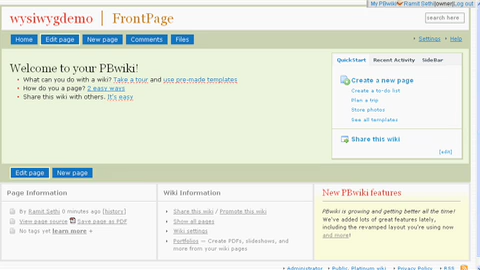 My PBwiki Ramit Sethi(owner)Log out
wysiwygdemo | FrontPage
search here
Home Edit page New page Comments Files
Settings Help
Welcome to your PBwiki!
What can you do with a wiki? Take a tour and use pre-made templates
How do you a page? 2 easy ways
Share this wiki with others. It's easy
QuickStart Recent Activity SideBar
Create a new page
Create a to-do list
Plan a trip
Store photos
See all templates
Share this wiki
[edit]
Edit page New page
Page Information
By Ramit Sethi 0 minutes ago [history]
View page source Save page as PDF
No tags yet learn more
Wiki Information
Share this wiki / Promote this wiki
Show all pages
Wiki settings
Portfolios — Create PDFs, slideshows, and
more from your wiki pages
New PBwiki features
PBwiki is growing and getting better all the time!
We've added lots of great features lately,
including the revamped layout you're using now
and more!
Administrator Public, Platinum wiki Privacy Policy RSS